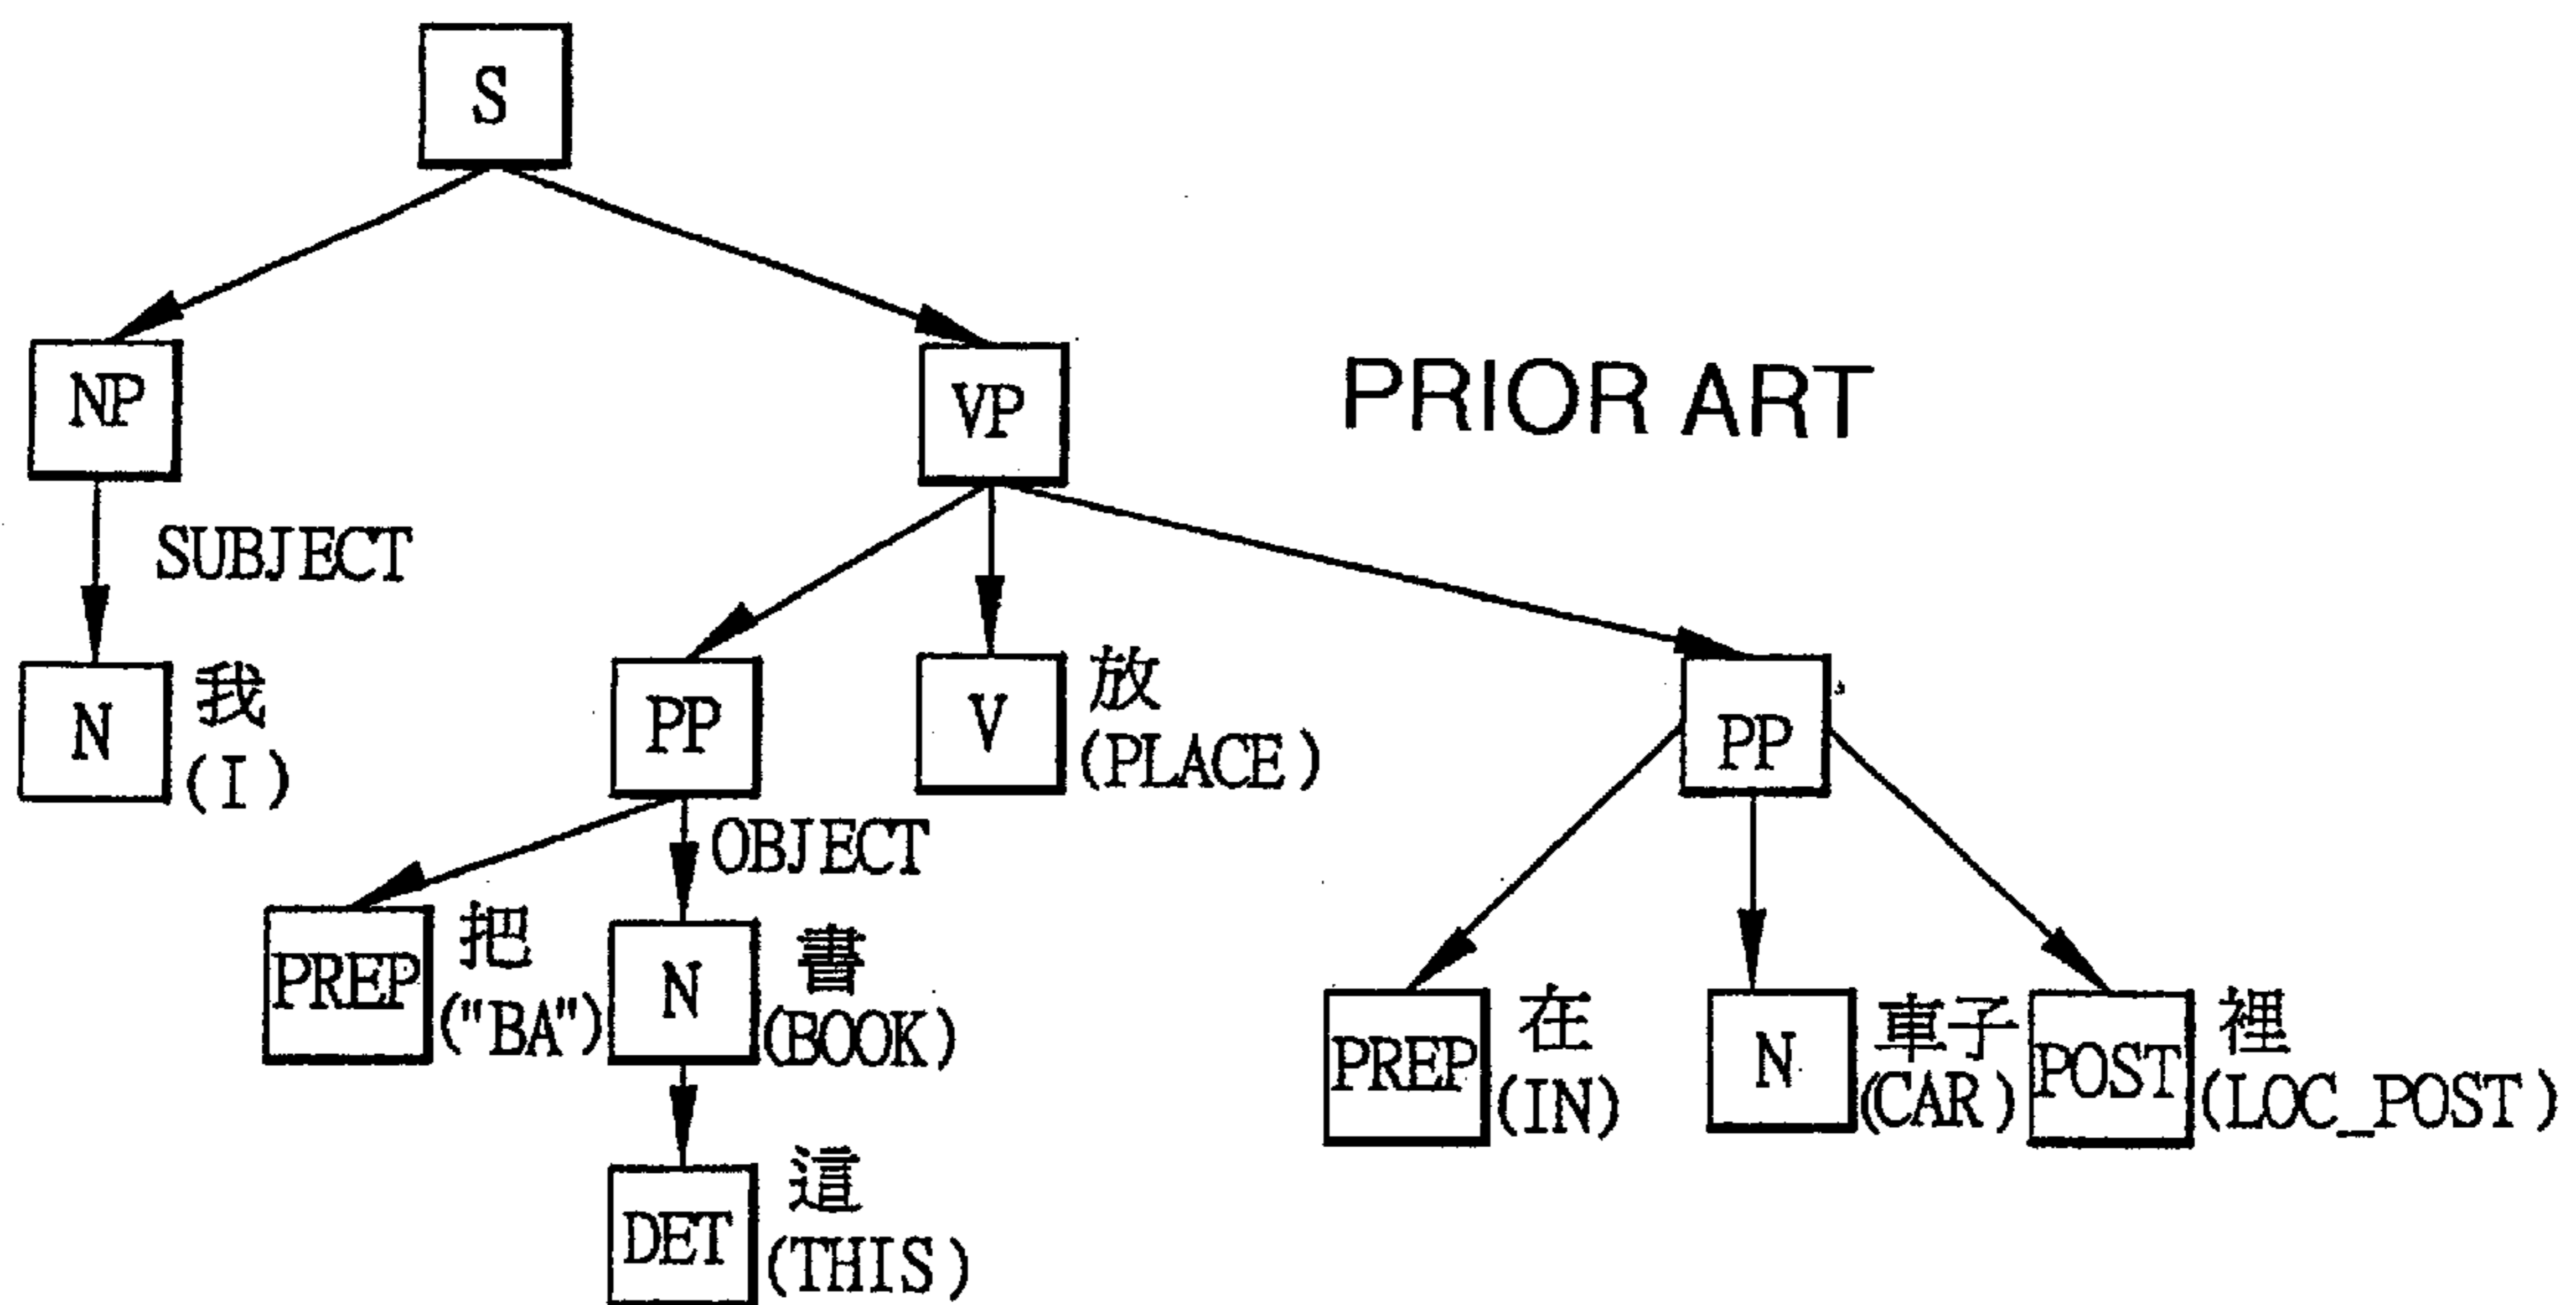 S
NP
VP
PRIOR ART
SUBJECT
N
我
(I)
PP
V
放
(PLACE)
PP
OBJECT
PREP
把
("BA")
N
書
(BOOK)
PREP
在
(IN)
N
車子
(CAR)
POST
裡
(LOC_POST)
DET
這
(THIS)